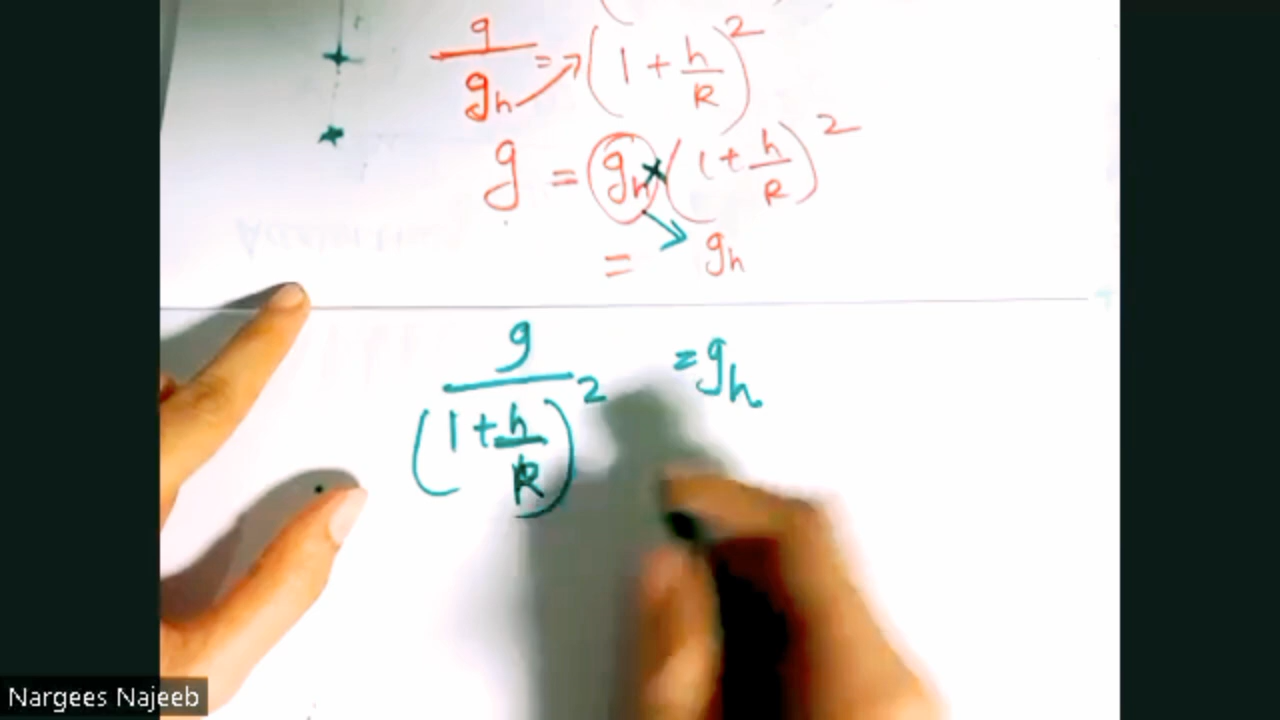 g/gₕ = (1 + h/R)²
g = gₕ × (1 + h/R)²
= gₕ
g/(1 + h/R)² = gₕ
Nargees Najeeb